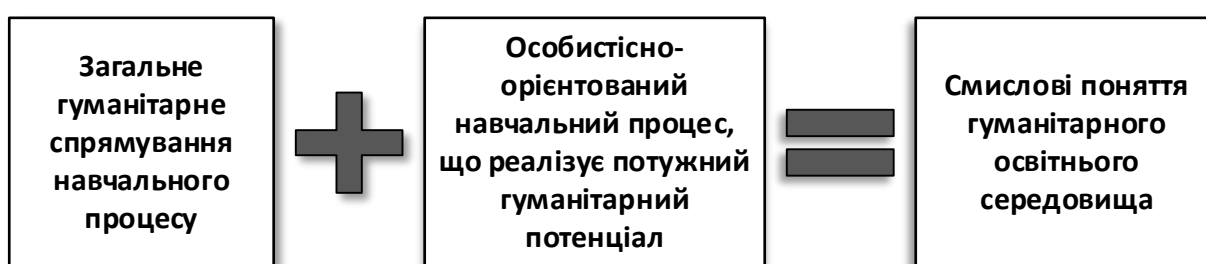 Загальне
гуманітарне
спрямування
навчального
процесу
Особистісно-
орієнтований
навчальний процес,
що реалізує потужний
гуманітарний
потенціал
Смислові поняття
гуманітарного
освітнього
середовища